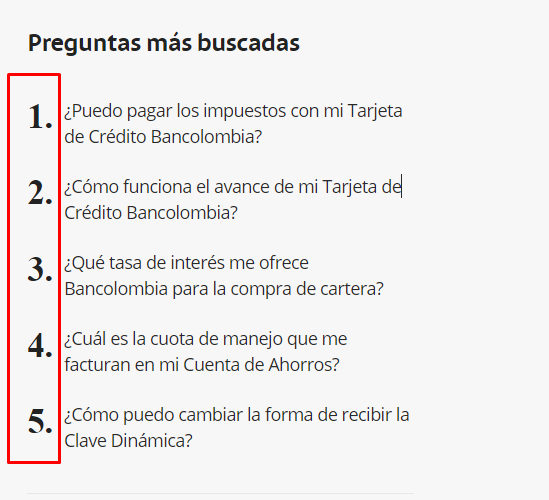 Preguntas más buscadas
1. ¿Puedo pagar los impuestos con mi Tarjeta
de Crédito Bancolombia?
2. ¿Cómo funciona el avance de mi Tarjeta de
Crédito Bancolombia?
3. ¿Qué tasa de interés me ofrece
Bancolombia para la compra de cartera?
4. ¿Cuál es la cuota de manejo que me
facturan en mi Cuenta de Ahorros?
5. ¿Cómo puedo cambiar la forma de recibir la
Clave Dinámica?